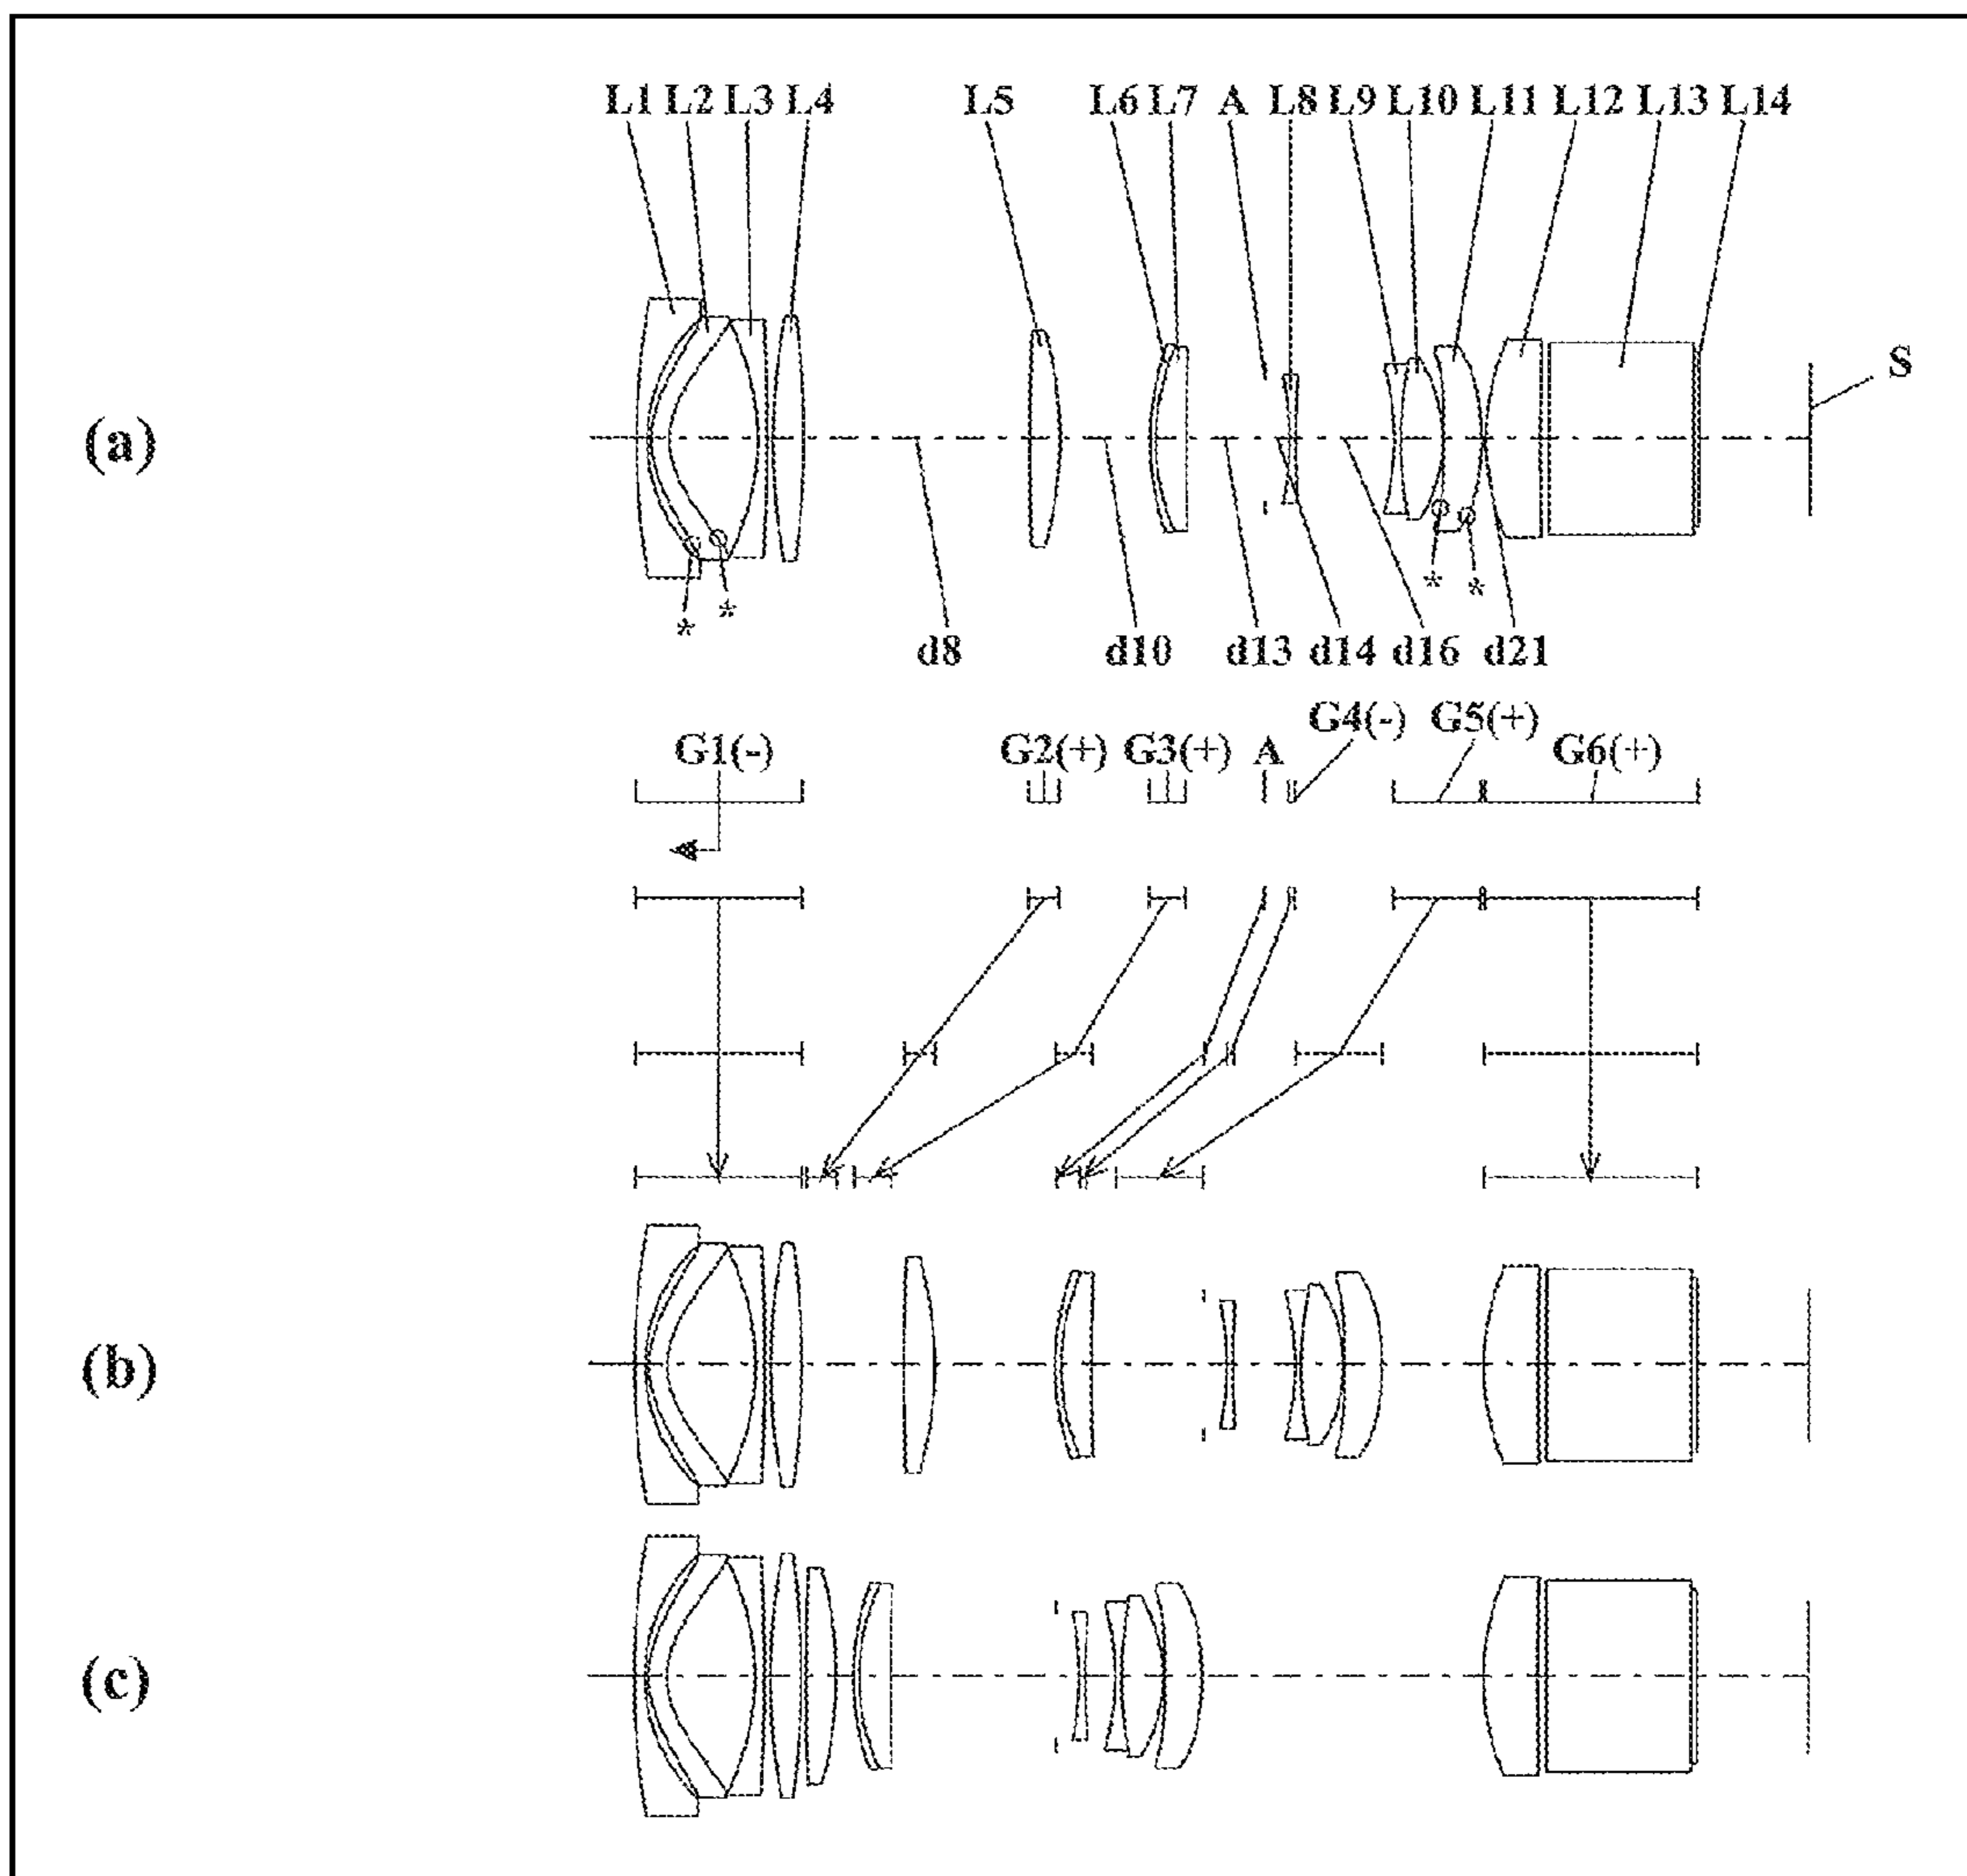 L1 L2 L3 L4 L5 L6 L7 A L8 L9 L10 L11 L12 L13 L14
S
(a)
* * * *
d8 d10 d13 d14 d16 d21
G4(-) G5(+)
G1(-) G2(+) G3(+) A G6(+)
(b)
(c)